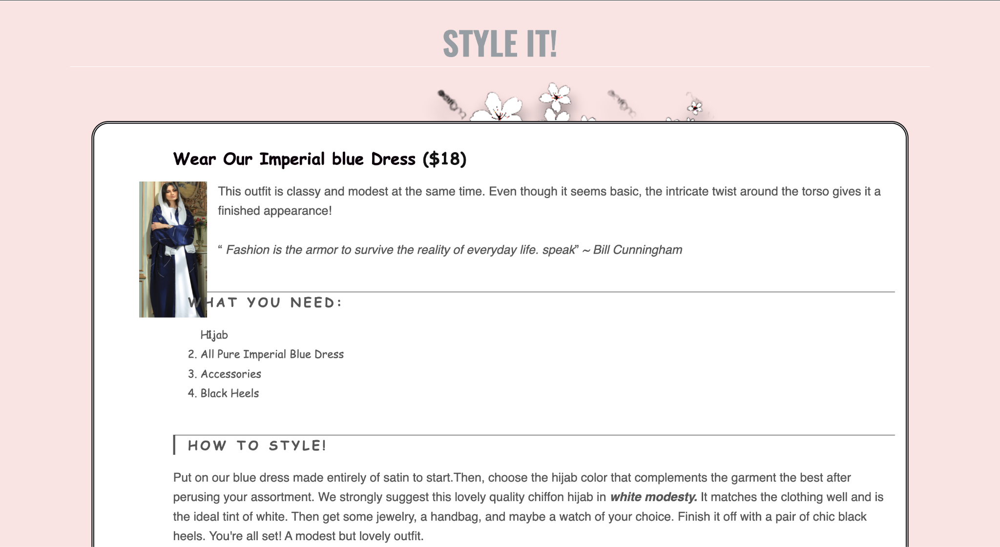 STYLE IT!
Wear Our Imperial blue Dress ($18)
This outfit is classy and modest at the same time. Even though it seems basic, the intricate twist around the torso gives it a
finished appearance!
“ Fashion is the armor to survive the reality of everyday life. speak” ~ Bill Cunningham
WHAT YOU NEED:
Hijab
2. All Pure Imperial Blue Dress
3. Accessories
4. Black Heels
HOW TO STYLE!
Put on our blue dress made entirely of satin to start.Then, choose the hijab color that complements the garment the best after
perusing your assortment. We strongly suggest this lovely quality chiffon hijab in white modesty. It matches the clothing well and is
the ideal tint of white. Then get some jewelry, a handbag, and maybe a watch of your choice. Finish it off with a pair of chic black
heels. You're all set! A modest but lovely outfit.